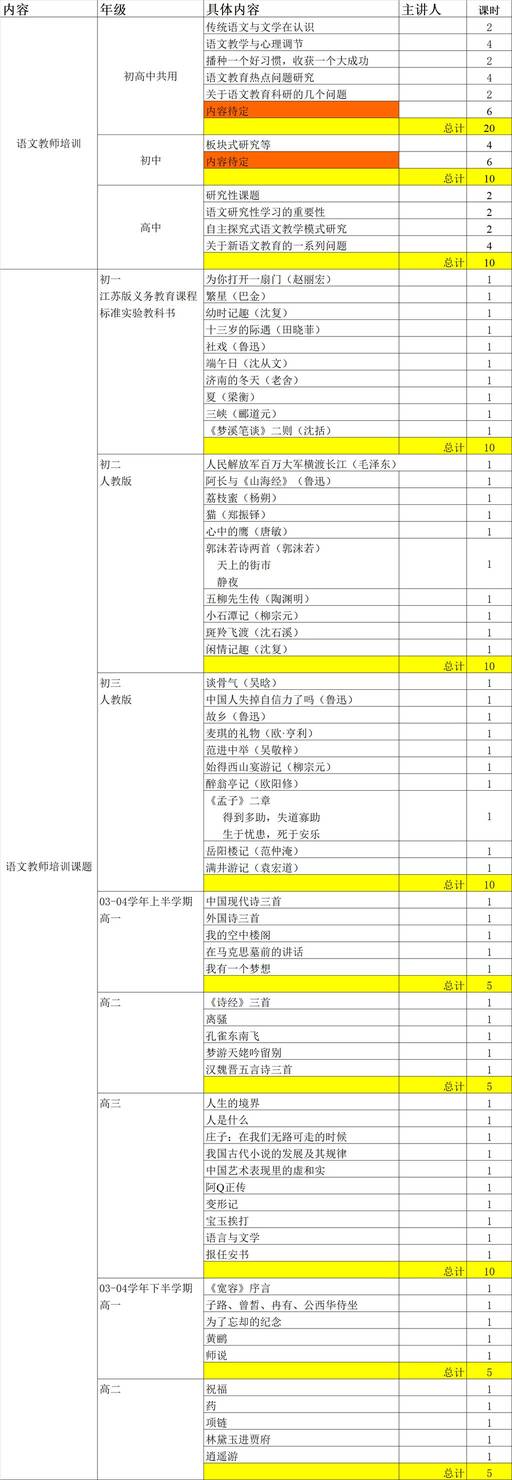 内容 年级 具体内容 主讲人 课时
语文教师培训 初高中共用 传统语文与文学在认识 2
语文教学与心理调节 4
播种一个好习惯，收获一个大成功 2
语文教育热点问题研究 4
关于语文教育科研的几个问题 2
内容待定 6
总计 20
初中 板块式研究等 4
内容待定 6
总计 10
高中 研究性课题 2
语文研究性学习的重要性 2
自主探究式语文教学模式研究 2
关于新语文教育的一系列问题 4
总计 10
语文教师培训课题 初一 为你打开一扇门（赵丽宏） 1
江苏版义务教育课程 繁星（巴金） 1
标准实验教科书 幼时记趣（沈复） 1
十三岁的际遇（田晓菲） 1
社戏（鲁迅） 1
端午日（沈从文） 1
济南的冬天（老舍） 1
夏（梁衡） 1
三峡（郦道元） 1
《梦溪笔谈》二则（沈括） 1
总计 10
初二 人民解放军百万大军横渡长江（毛泽东） 1
人教版 阿长与《山海经》（鲁迅） 1
荔枝蜜（杨朔） 1
猫（郑振铎） 1
心中的鹰（唐敏） 1
郭沫若诗两首（郭沫若）
天上的街市 1
静夜
五柳先生传（陶渊明） 1
小石潭记（柳宗元） 1
斑羚飞渡（沈石溪） 1
闲情记趣（沈复） 1
总计 10
初三 谈骨气（吴晗） 1
人教版 中国人失掉自信力了吗（鲁迅） 1
故乡（鲁迅） 1
麦琪的礼物（欧·亨利） 1
范进中举（吴敬梓） 1
始得西山宴游记（柳宗元） 1
醉翁亭记（欧阳修） 1
《孟子》二章
得到多助，失道寡助 1
生于忧患，死于安乐
岳阳楼记（范仲淹） 1
满井游记（袁宏道） 1
总计 10
03-04学年上半学期 中国现代诗三首 1
高一 外国诗三首 1
我的空中楼阁 1
在马克思墓前的讲话 1
我有一个梦想 1
总计 5
高二 《诗经》三首 1
离骚 1
孔雀东南飞 1
梦游天姥吟留别 1
汉魏晋五言诗三首 1
总计 5
高三 人生的境界 1
人是什么 1
庄子：在我们无路可走的时候 1
我国古代小说的发展及其规律 1
中国艺术表现里的虚和实 1
阿Q正传 1
变形记 1
宝玉挨打 1
语言与文学 1
报任安书 1
总计 10
03-04学年下半学期 《宽容》序言 1
高一 子路、曾皙、冉有、公西华侍坐 1
为了忘却的纪念 1
黄鹂 1
师说 1
总计 5
高二 祝福 1
药 1
项链 1
林黛玉进贾府 1
逍遥游 1
总计 5